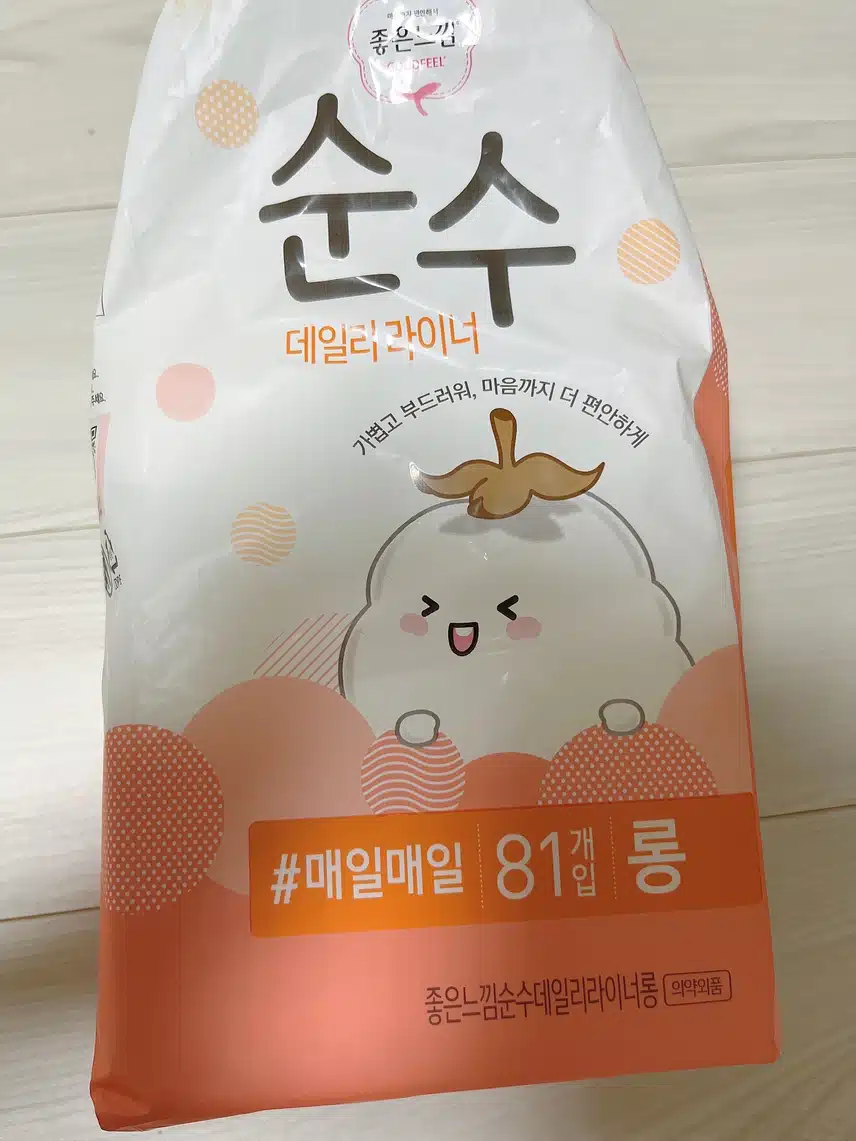 좋은느낌
순수
데일리 라이너
가볍고 부드러워, 마음까지 더 편안하게
#매일매일 81개입 롱
좋은느낌순수데일리라이너롱 의약외품